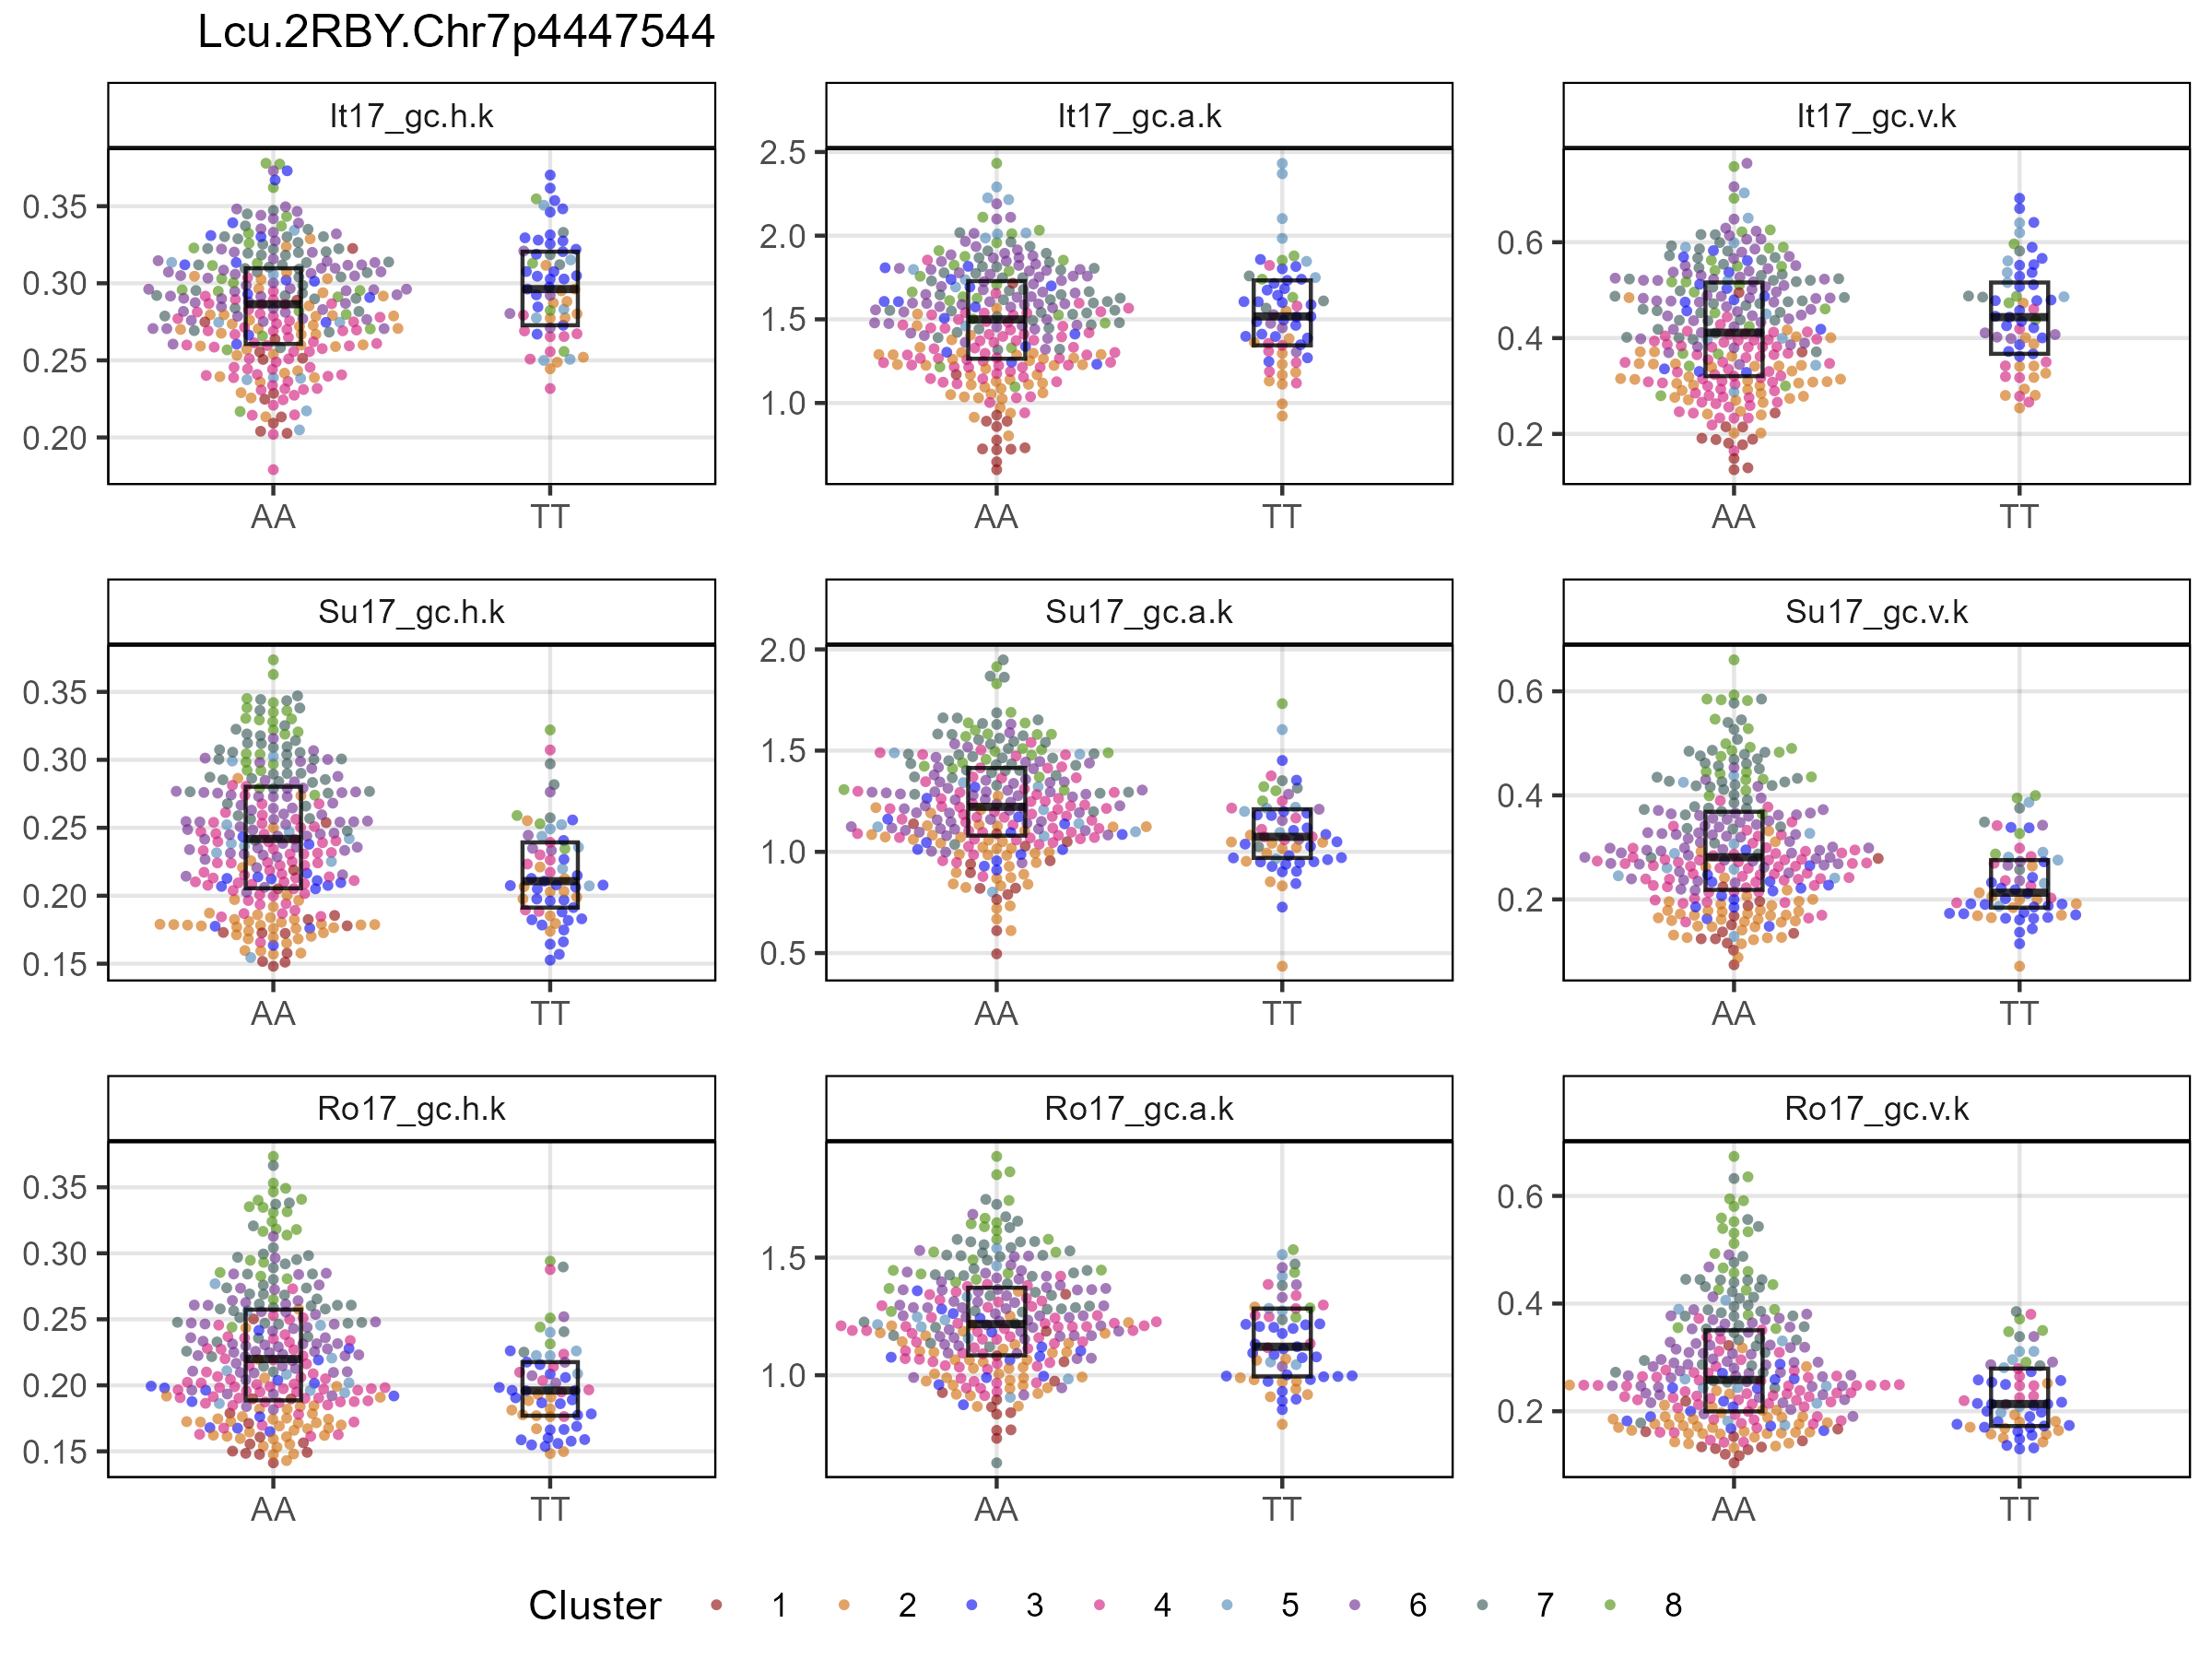 Lcu.2RBY.Chr7p4447544
It17_gc.h.k
It17_gc.a.k
It17_gc.v.k
0.35
0.30
0.25
0.20
2.5
2.0
1.5
1.0
0.6
0.4
0.2
AA TT
AA TT
AA TT
Su17_gc.h.k
Su17_gc.a.k
Su17_gc.v.k
0.35
0.30
0.25
0.20
0.15
2.0
1.5
1.0
0.5
0.6
0.4
0.2
AA TT
AA TT
AA TT
Ro17_gc.h.k
Ro17_gc.a.k
Ro17_gc.v.k
0.35
0.30
0.25
0.20
0.15
1.5
1.0
0.6
0.4
0.2
AA TT
AA TT
AA TT
Cluster 1 2 3 4 5 6 7 8